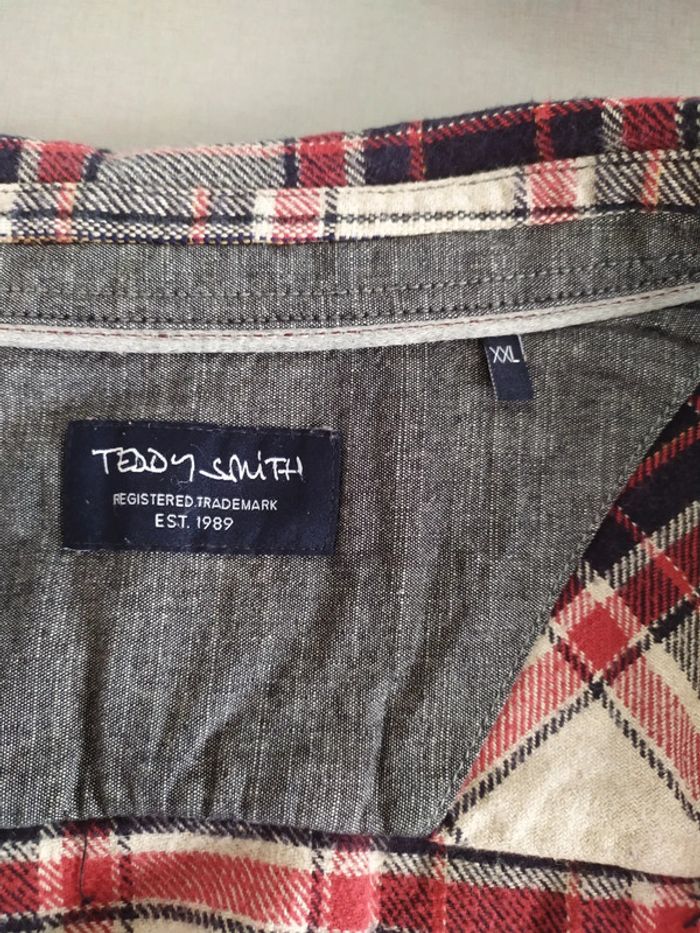 XXL
TEDDY SMITH
REGISTERED.TRADEMARK
EST. 1989